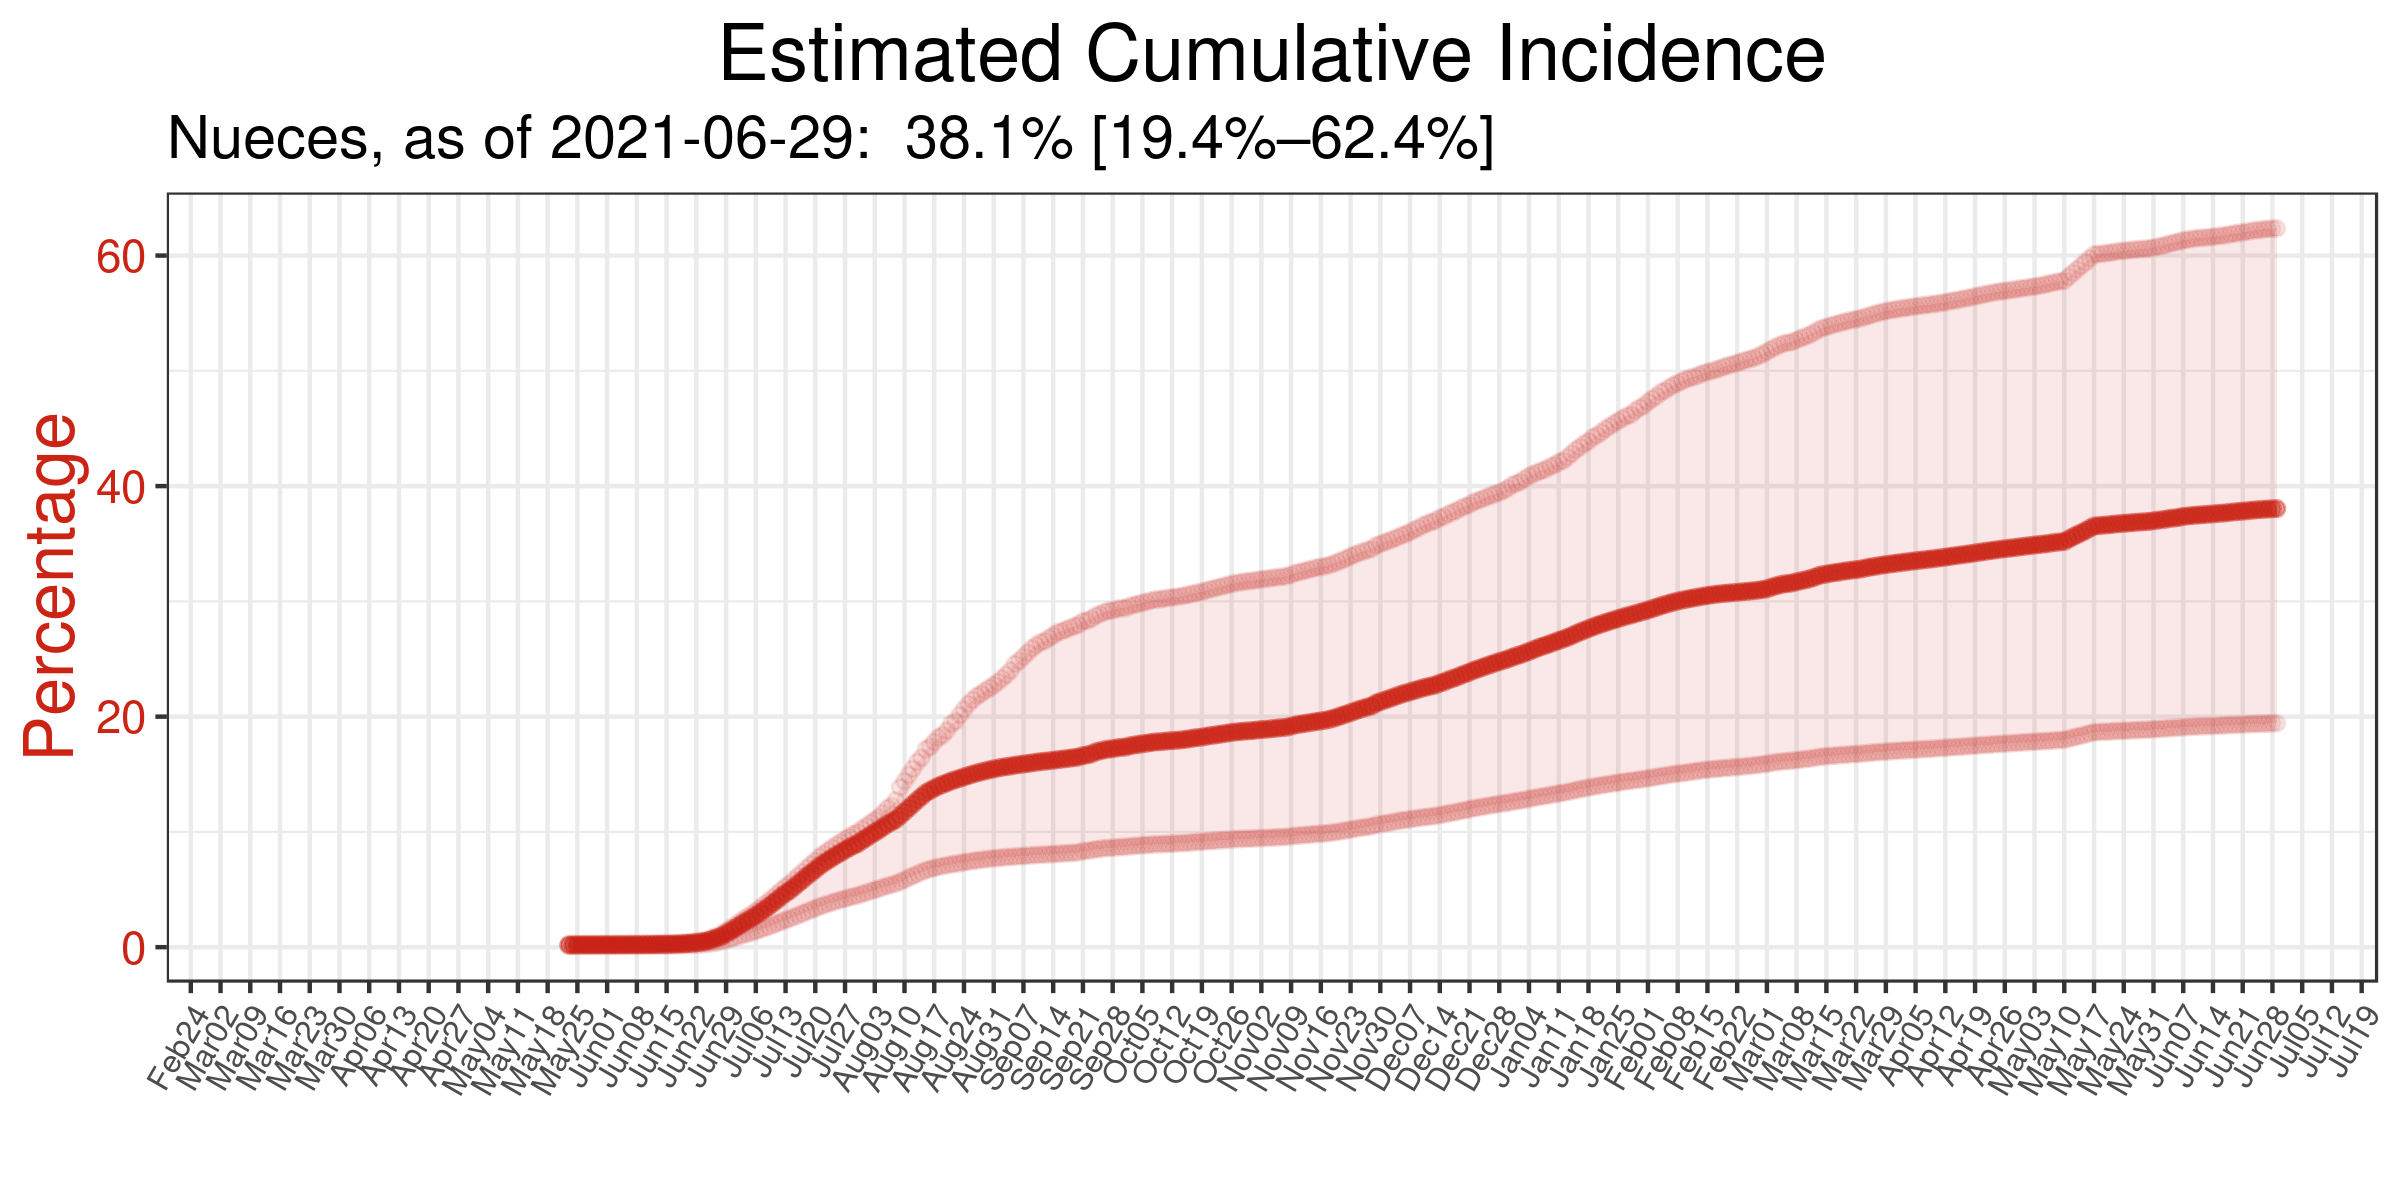 Estimated Cumulative Incidence
Nueces, as of 2021-06-29:  38.1% [19.4%–62.4%]
Percentage
60
40
20
0
Feb24
Mar02
Mar09
Mar16
Mar23
Mar30
Apr06
Apr13
Apr20
Apr27
May04
May11
May18
May25
Jun01
Jun08
Jun15
Jun22
Jun29
Jul06
Jul13
Jul20
Jul27
Aug03
Aug10
Aug17
Aug24
Aug31
Sep07
Sep14
Sep21
Sep28
Oct05
Oct12
Oct19
Oct26
Nov02
Nov09
Nov16
Nov23
Nov30
Dec07
Dec14
Dec21
Dec28
Jan04
Jan11
Jan18
Jan25
Feb01
Feb08
Feb15
Feb22
Mar01
Mar08
Mar15
Mar22
Mar29
Apr05
Apr12
Apr19
Apr26
May03
May10
May17
May24
May31
Jun07
Jun14
Jun21
Jun28
Jul05
Jul12
Jul19